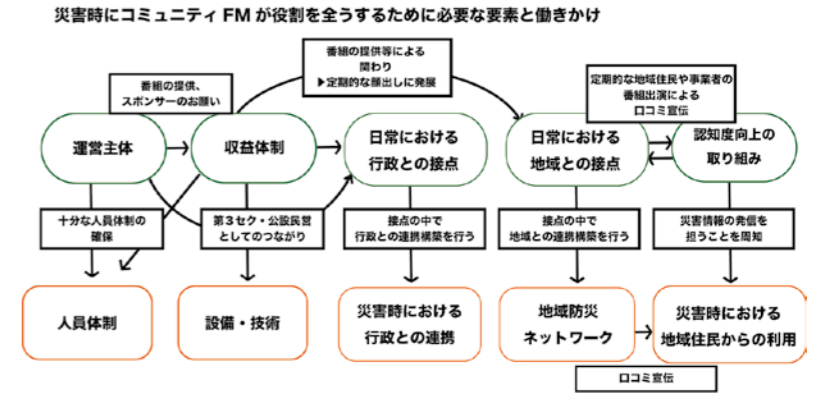 災害時にコミュニティ FM が役割を全うするために必要な要素と働きかけ
番組の提供等による
関わり
▶定期的な顔出しに発展
番組の提供、
スポンサーのお願い
定期的な地域住民や事業者の
番組出演による
口コミ宣伝
運営主体
収益体制
日常における
行政との接点
日常における
地域との接点
認知度向上の
取り組み
十分な人員体制の
確保
第3セク・公設民営
としてのつながり
接点の中で
行政との連携構築を行う
接点の中で
地域との連携構築を行う
災害情報の発信を
担うことを周知
人員体制
設備・技術
災害時における
行政との連携
地域防災
ネットワーク
災害時における
地域住民からの利用
口コミ宣伝